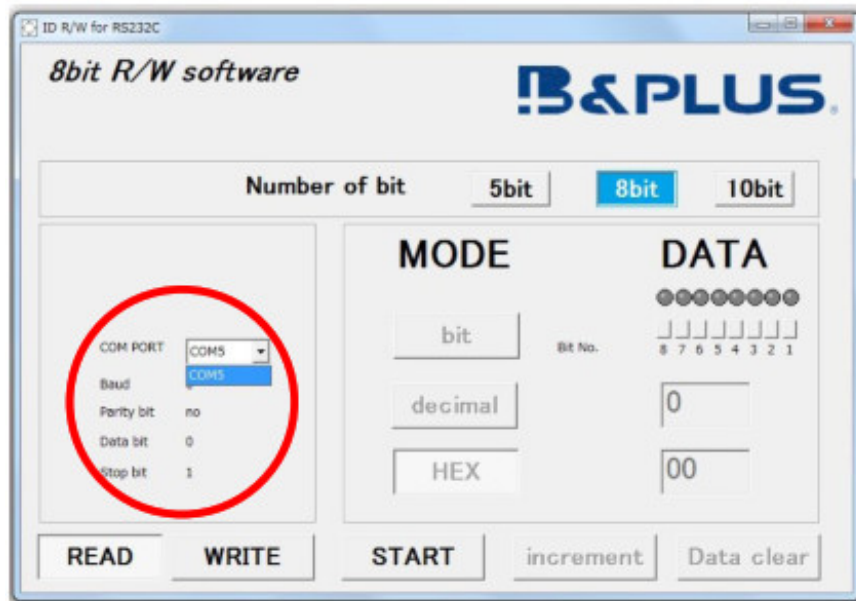 ID R/W for RS232C
8bit R/W software
B&PLUS®
Number of bit 5bit 8bit 10bit
COM PORT COM5
COM5
Baud
Parity bit no
Data bit 0
Stop bit 1
MODE DATA
bit Bit No. 8 7 6 5 4 3 2 1
decimal 0
HEX 00
READ WRITE START increment Data clear